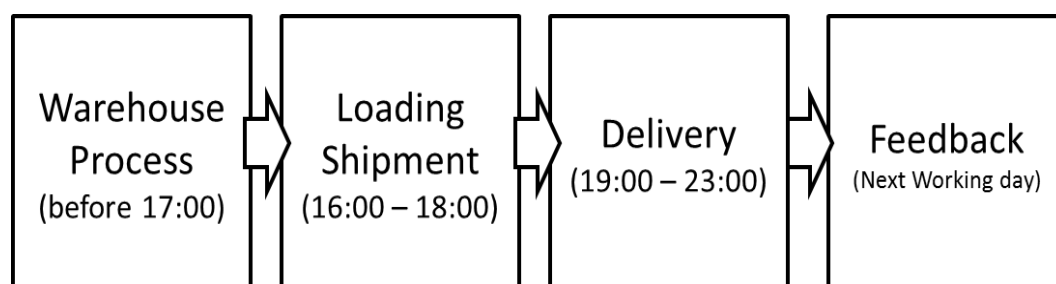 Warehouse
Process
(before 17:00)
Loading
Shipment
(16:00 – 18:00)
Delivery
(19:00 – 23:00)
Feedback
(Next Working day)